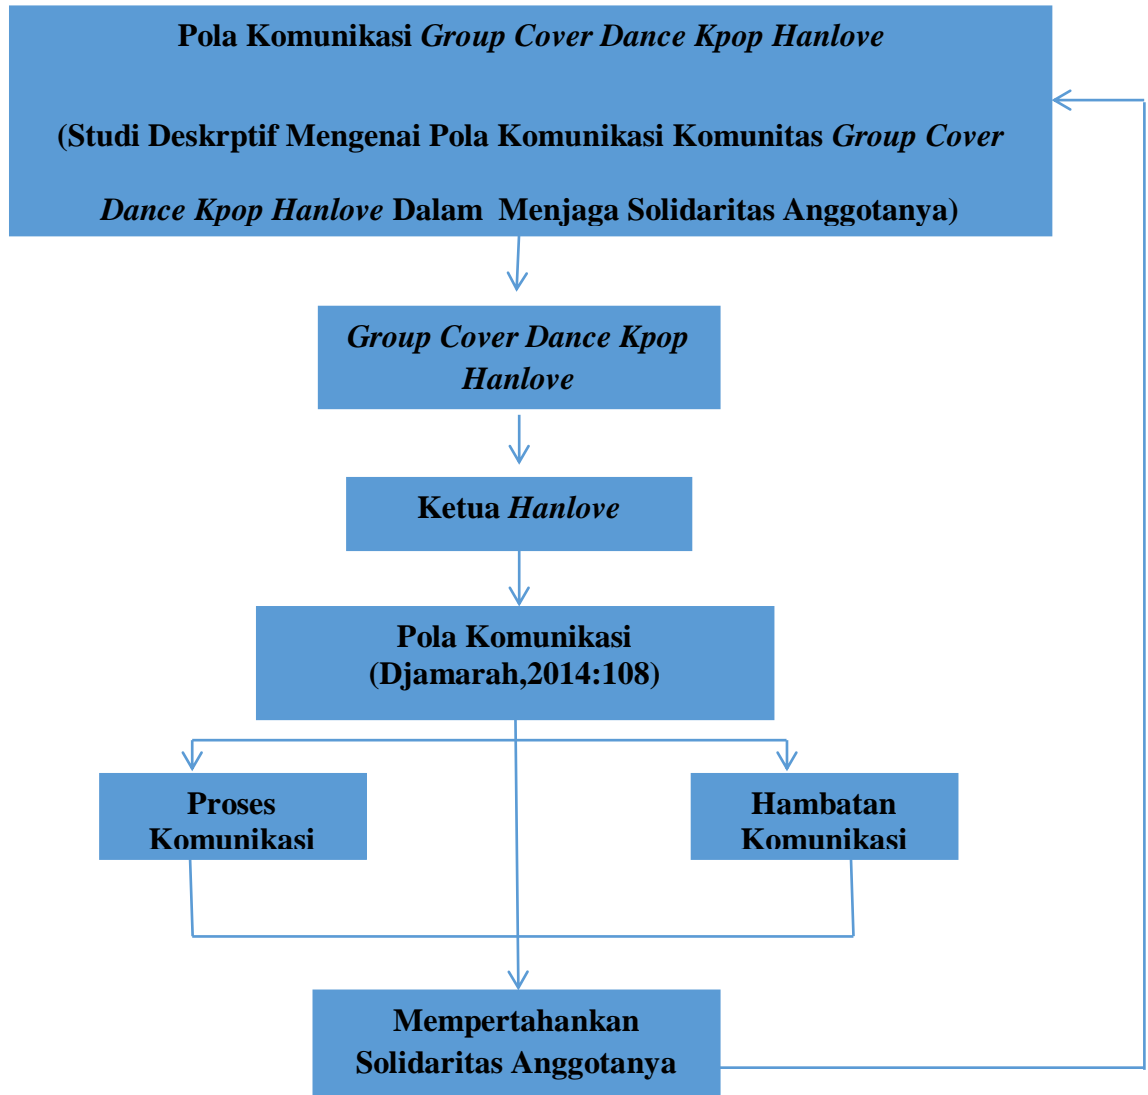 Pola Komunikasi Group Cover Dance Kpop Hanlove
(Studi Deskrptif Mengenai Pola Komunikasi Komunitas Group Cover
Dance Kpop Hanlove Dalam Menjaga Solidaritas Anggotanya)
Group Cover Dance Kpop
Hanlove
Ketua Hanlove
Pola Komunikasi
(Djamarah,2014:108)
Proses
Komunikasi
Hambatan
Komunikasi
Mempertahankan
Solidaritas Anggotanya